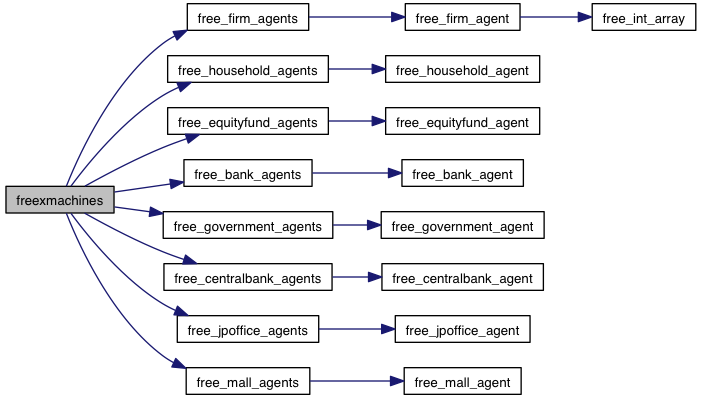 free_firm_agents
free_firm_agent
free_int_array
free_household_agents
free_household_agent
free_equityfund_agents
free_equityfund_agent
free_bank_agents
free_bank_agent
freexmachines
free_government_agents
free_government_agent
free_centralbank_agents
free_centralbank_agent
free_jpoffice_agents
free_jpoffice_agent
free_mall_agents
free_mall_agent